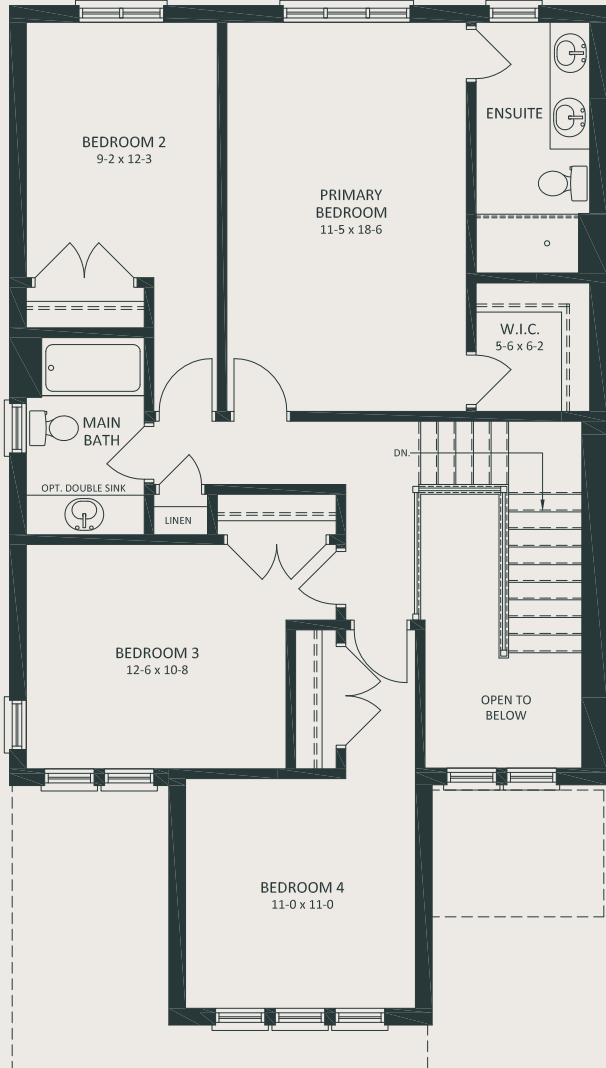 BEDROOM 2
9-2 x 12-3
PRIMARY
BEDROOM
11-5 x 18-6
ENSUITE
W.I.C.
5-6 x 6-2
MAIN
BATH
OPT. DOUBLE SINK
LINEN
DN.
BEDROOM 3
12-6 x 10-8
OPEN TO
BELOW
BEDROOM 4
11-0 x 11-0